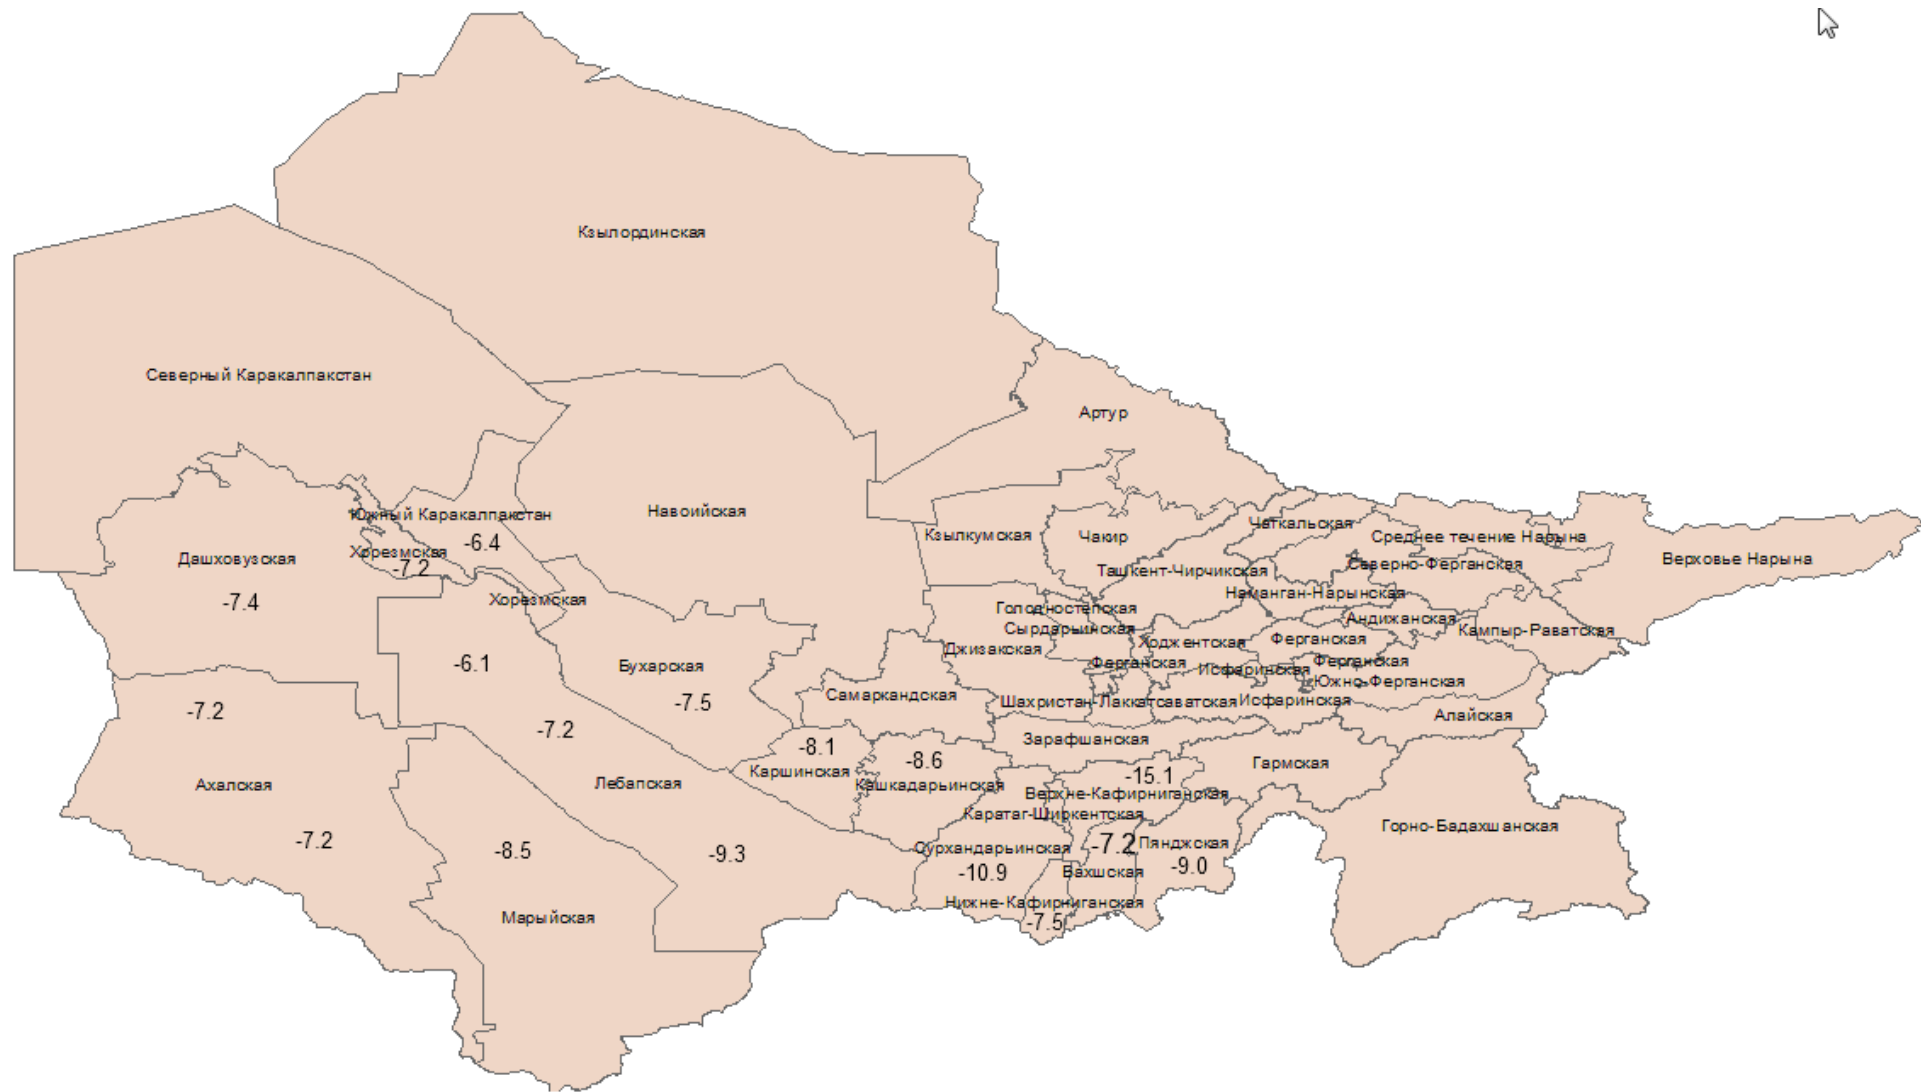 Кзылординская
Северный Каракалпакстан
Артур
Навоийская
Южный Каракалпакстан
-6.4
Хорезмская
-7.2
Дашховузская
-7.4
Кзылкумская
Чакир
Чаткальская
Среднее течение Нарына
Верховье Нарына
Северно-Ферганская
Ташкент-Чирчикская
Наманган-Нарынская
Хорезмская
Голодностепская
Сырдарьинская
Андижанская
Кампыр-Раватская
Джизакская
Ходжентская
Ферганская
-6.1
Бухарская
-7.5
Ферганская
Исфаринская
Ферганская
Южно-Ферганская
Самаркандская
Шахристан-Лаккатсаватская
Исфаринская
Алайская
-7.2
-7.2
Зарафшанская
-8.1
Каршинская
-8.6
Кашкадарьинская
-15.1
Верхне-Кафирниганская
Гармская
Ахалская
-7.2
Лебапская
-9.3
Каратаг-Ширкентская
Горно-Бадахшанская
-8.5
Марыйская
Сурхандарьинская
-10.9
-7.2
Пянджская
-9.0
Вахшская
Нижне-Кафирниганская
-7.5